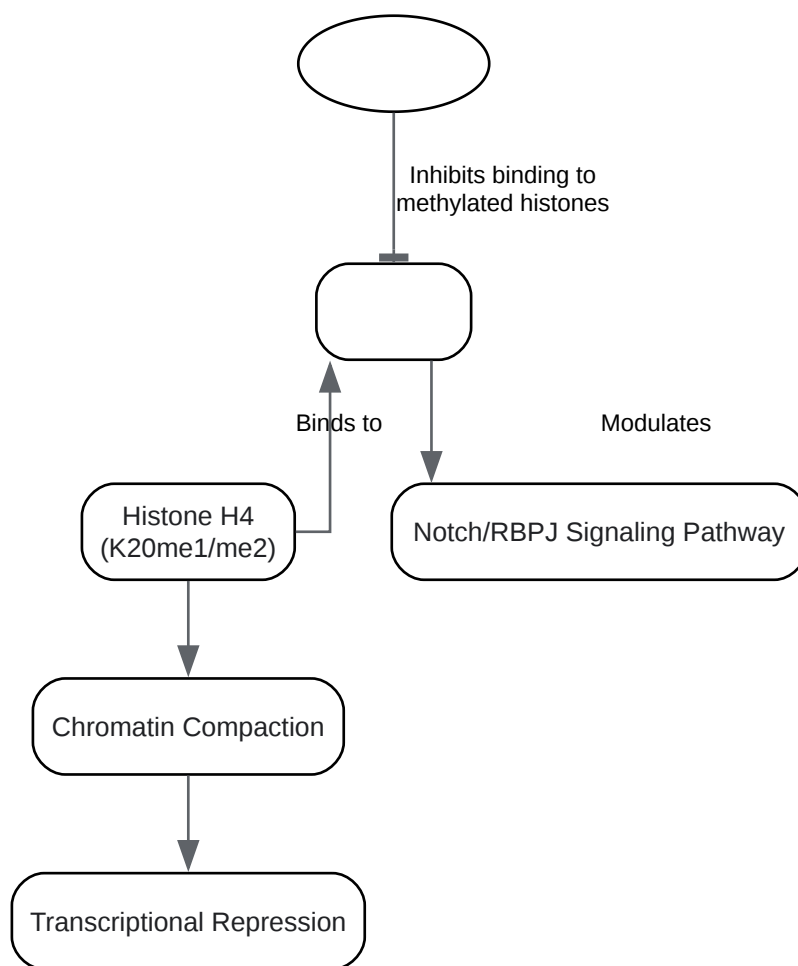 Inhibits binding to
methylated histones
Binds to
Modulates
Histone H4
(K20me1/me2)
Notch/RBPJ Signaling Pathway
Chromatin Compaction
Transcriptional Repression